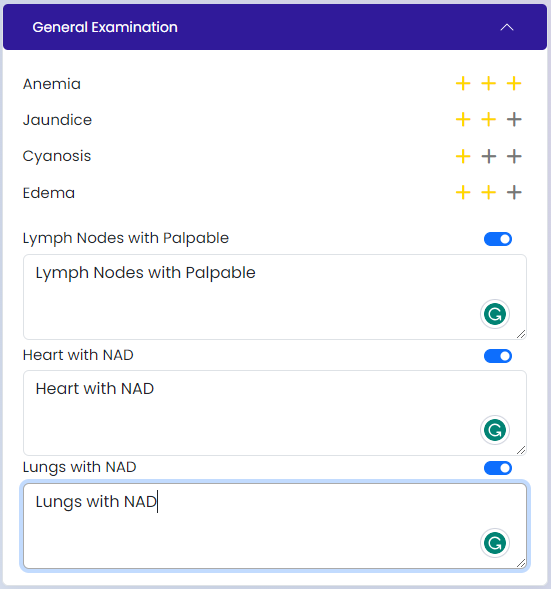 General Examination
Anemia + + +
Jaundice + + +
Cyanosis + + +
Edema + + +
Lymph Nodes with Palpable
Lymph Nodes with Palpable
Heart with NAD
Heart with NAD
Lungs with NAD
Lungs with NAD